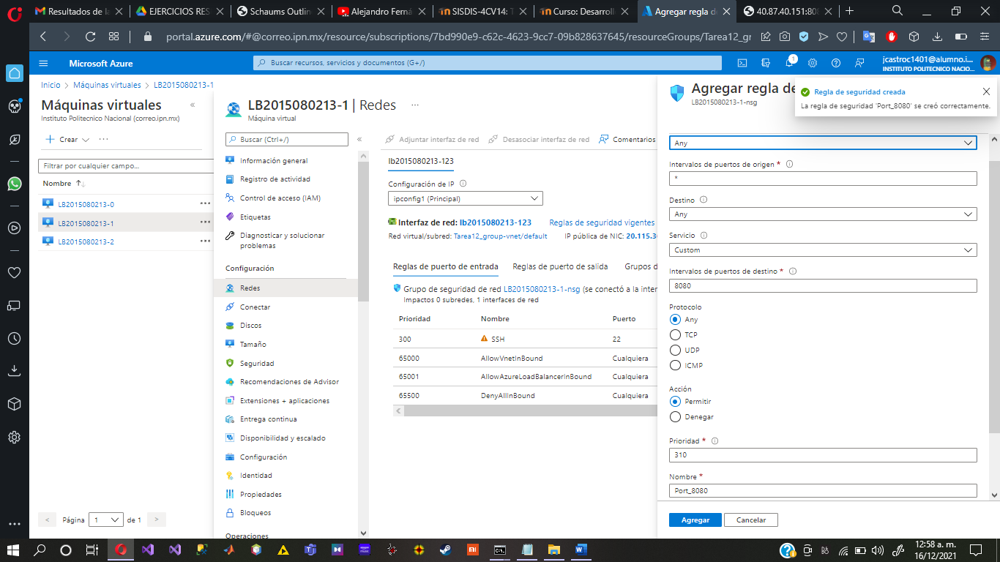 Resultados de la
EJERCICIOS RES
Schaums Outlin
Alejandro Ferná
SISDIS-4CV14: T
Curso: Desarroll
Agregar regla d
40.87.40.151:808
portal.azure.com/#@correo.ipn.mx/resource/subscriptions/7bd990e9-c62c-4623-9cc7-09b828637645/resourceGroups/Tarea12_gr
Microsoft Azure
Buscar recursos, servicios y documentos (G+/)
1
jcastroc1401@alumno.i...
INSTITUTO POLITECNICO NACIO...
Inicio > Máquinas virtuales > LB2015080213-1
Máquinas virtuales
«
Instituto Politecnico Nacional (correo.ipn.mx)
+ Crear
···
Filtrar por cualquier campo...
Nombre ↑↓
LB2015080213-0
···
LB2015080213-1
···
LB2015080213-2
···
<
Página
1
de 1
>
LB2015080213-1 | Redes
···
Máquina virtual
Buscar (Ctrl+/)
«
Información general
Registro de actividad
Control de acceso (IAM)
Etiquetas
Diagnosticar y solucionar
problemas
Configuración
Redes
Conectar
Discos
Tamaño
Seguridad
Recomendaciones de Advisor
Extensiones + aplicaciones
Entrega continua
Disponibilidad y escalado
Configuración
Identidad
Propiedades
Bloqueos
Operaciones
Adjuntar interfaz de red
Desasociar interfaz de red
Comentarios
lb2015080213-123
Configuración de IP
ipconfig1 (Principal)
Interfaz de red: lb2015080213-123
Reglas de seguridad vigentes
Red virtual/subred: Tarea12_group-vnet/default
IP pública de NIC: 20.115.3
Reglas de puerto de entrada
Reglas de puerto de salida
Grupos d
Grupo de seguridad de red LB2015080213-1-nsg (se conectó a la inter
Impactos 0 subredes, 1 interfaces de red
Prioridad
Nombre
Puerto
300
SSH
22
65000
AllowVnetInBound
Cualquiera
65001
AllowAzureLoadBalancerInBound
Cualquiera
65500
DenyAllInBound
Cualquiera
Agregar regla de
LB2015080213-1-nsg
Regla de seguridad creada
La regla de seguridad 'Port_8080' se creó correctamente.
Any
Intervalos de puertos de origen *
*
Destino
Any
Servicio
Custom
Intervalos de puertos de destino *
8080
Protocolo
Any
TCP
UDP
ICMP
Acción
Permitir
Denegar
Prioridad *
310
Nombre *
Port_8080
Agregar
Cancelar
12:58 a. m.
16/12/2021